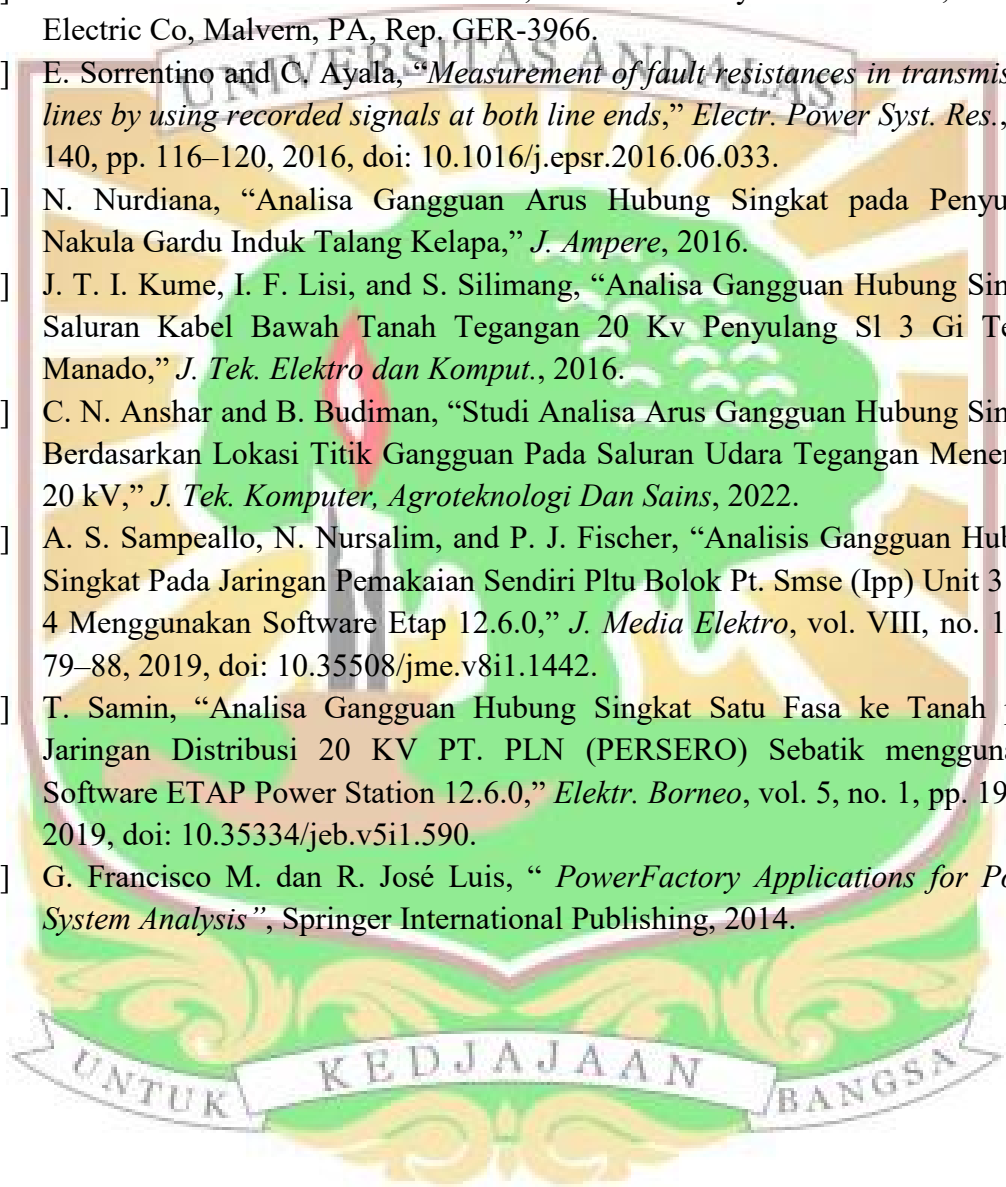 Electric Co, Malvern, PA, Rep. GER-3966.
UNIVERSITAS ANDALAS
] E. Sorrentino and C. Ayala, “Measurement of fault resistances in
lines by using recorded signals at both line ends,” Electr. Power Syst. Res.,
140, pp. 116–120, 2016, doi: 10.1016/j.epsr.2016.06.033.
] N. Nurdiana, “Analisa Gangguan Arus Hubung Singkat pada
Nakula Gardu Induk Talang Kelapa,” J. Ampere, 2016.
] J. T. I. Kume, I. F. Lisi, and S. Silimang, “Analisa Gangguan Hubung
Saluran Kabel Bawah Tanah Tegangan 20 Kv Penyulang Sl 3 Gi
Manado,” J. Tek. Elektro dan Komput., 2016.
] C. N. Anshar and B. Budiman, “Studi Analisa Arus Gangguan Hubung
Berdasarkan Lokasi Titik Gangguan Pada Saluran Udara Tegangan
20 kV,” J. Tek. Komputer, Agroteknologi Dan Sains, 2022.
] A. S. Sampeallo, N. Nursalim, and P. J. Fischer, “Analisis Gangguan
Singkat Pada Jaringan Pemakaian Sendiri Pltu Bolok Pt. Smse (Ipp) Unit 3
4 Menggunakan Software Etap 12.6.0,” J. Media Elektro, vol. VIII, no. 1
79–88, 2019, doi: 10.35508/jme.v8i1.1442.
] T. Samin, “Analisa Gangguan Hubung Singkat Satu Fasa ke Tanah
Jaringan Distribusi 20 KV PT. PLN (PERSERO) Sebatik
Software ETAP Power Station 12.6.0,” Elektr. Borneo, vol. 5, no. 1, pp. 19
2019, doi: 10.35334/jeb.v5i1.590.
] G. Francisco M. dan R. José Luis, “ PowerFactory Applications for
System Analysis”, Springer International Publishing, 2014.
UNTUK KEDJAJAAN BANGSA